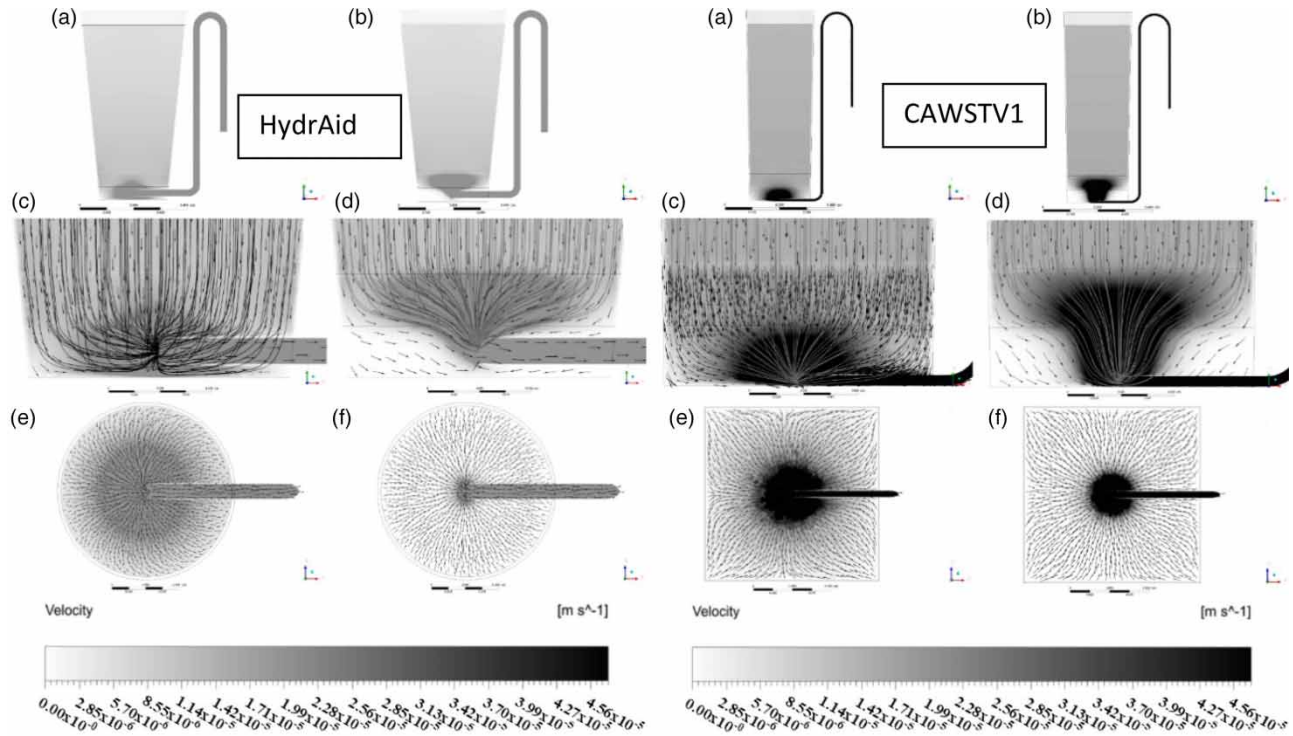 (a) (b) (a) (b)
HydrAid CAWSTV1
(c) (d) (c) (d)
(e) (f) (e) (f)
Velocity [m s^-1] Velocity [m s^-1]
0.00x10⁻⁰ 2.85x10⁻⁶ 5.70x10⁻⁶ 8.55x10⁻⁶ 1.14x10⁻⁵ 1.42x10⁻⁵ 1.71x10⁻⁵ 1.99x10⁻⁵ 2.28x10⁻⁵ 2.56x10⁻⁵ 2.85x10⁻⁵ 3.13x10⁻⁵ 3.42x10⁻⁵ 3.70x10⁻⁵ 3.99x10⁻⁵ 4.27x10⁻⁵ 4.56x10⁻⁵ 0.00x10⁻⁰ 2.85x10⁻⁶ 5.70x10⁻⁶ 8.55x10⁻⁶ 1.14x10⁻⁵ 1.42x10⁻⁵ 1.71x10⁻⁵ 1.99x10⁻⁵ 2.28x10⁻⁵ 2.56x10⁻⁵ 2.85x10⁻⁵ 3.13x10⁻⁵ 3.42x10⁻⁵ 3.70x10⁻⁵ 3.99x10⁻⁵ 4.27x10⁻⁵ 4.56x10⁻⁵